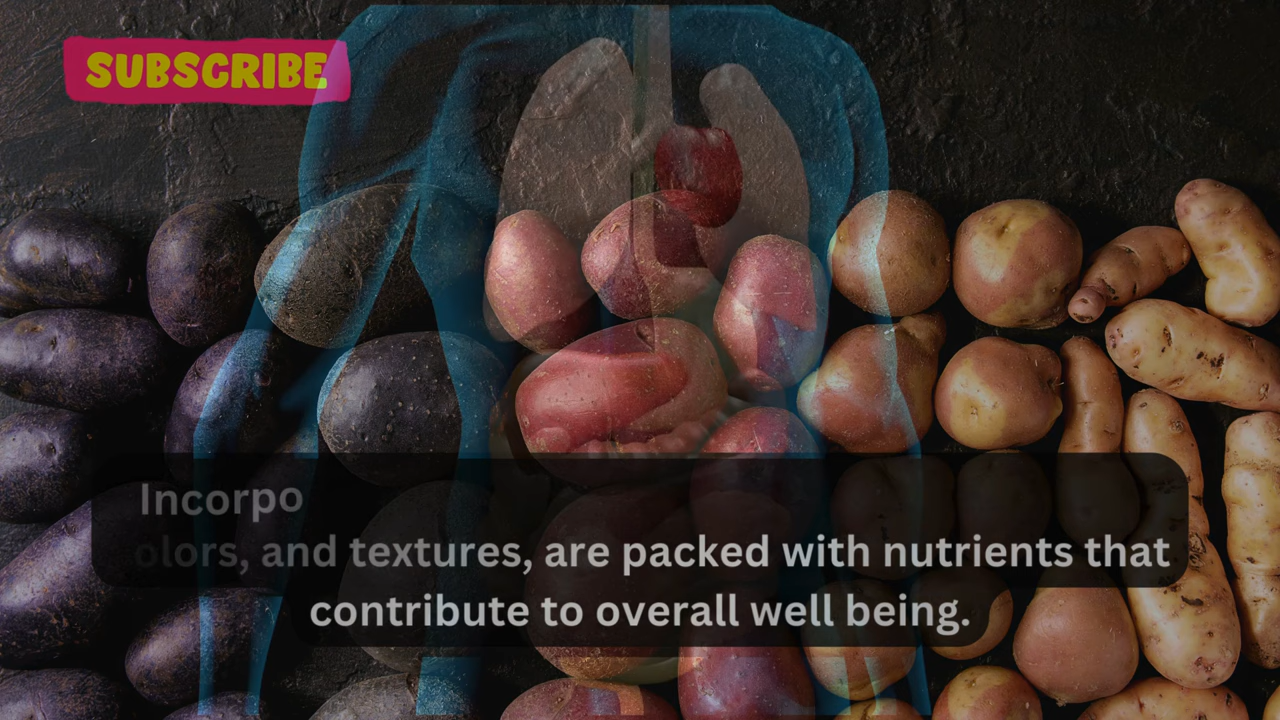 SUBSCRIBE
Incorpo
olors, and textures, are packed with nutrients that
contribute to overall well being.